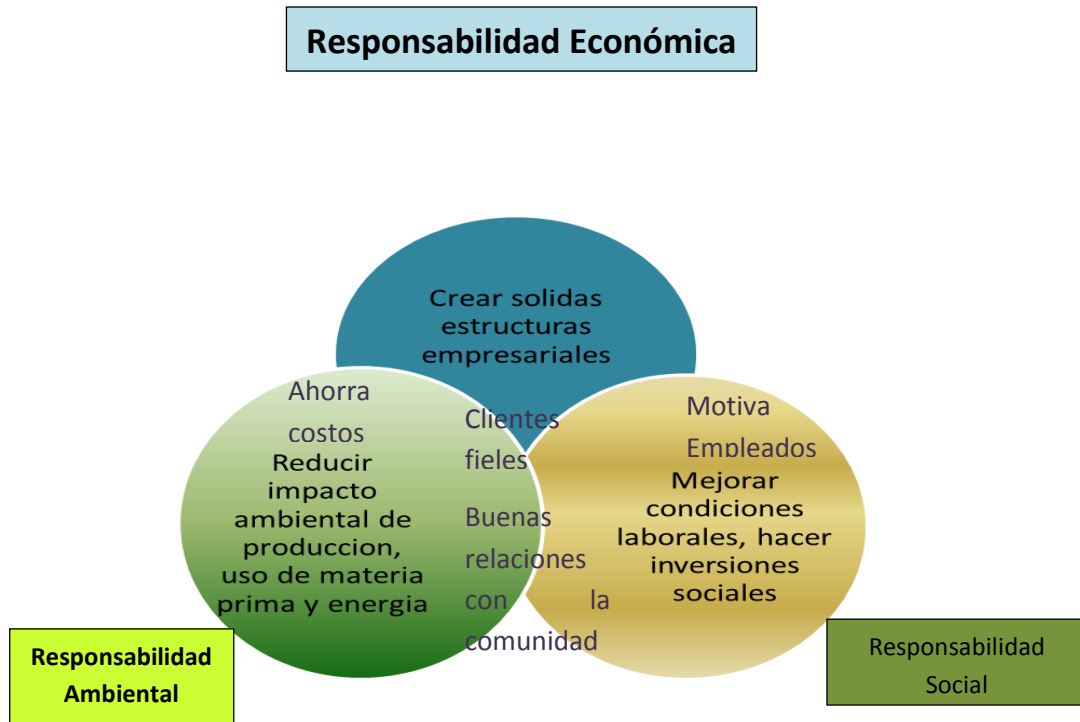 Responsabilidad Económica
Crear solidas
estructuras
empresariales
Ahorra
costos
Reducir
impacto
ambiental de
produccion,
uso de materia
prima y energia
Clientes
fieles
Buenas
relaciones
con la
comunidad
Motiva
Empleados
Mejorar
condiciones
laborales, hacer
inversiones
sociales
Responsabilidad
Ambiental
Responsabilidad
Social